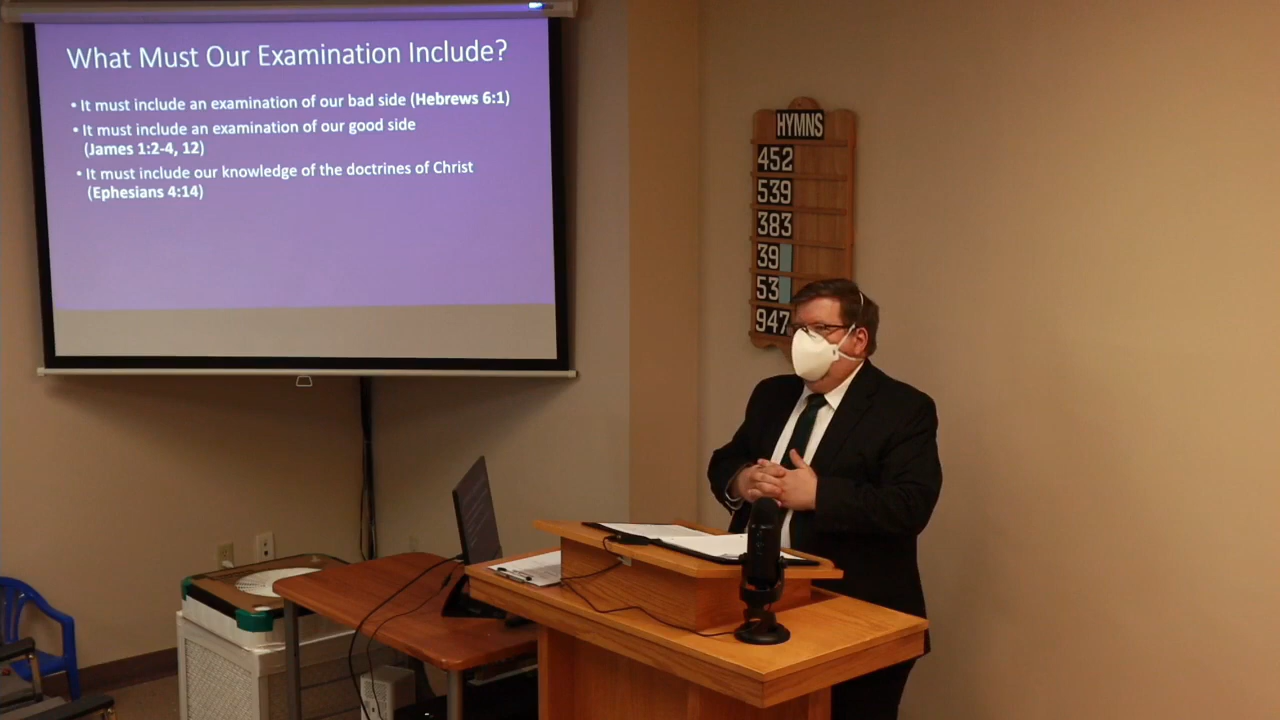 What Must Our Examination Include?
• It must include an examination of our bad side (Hebrews 6:1)
• It must include an examination of our good side
(James 1:2-4, 12)
• It must include our knowledge of the doctrines of Christ
(Ephesians 4:14)
HYMNS
452
539
383
39
53
947